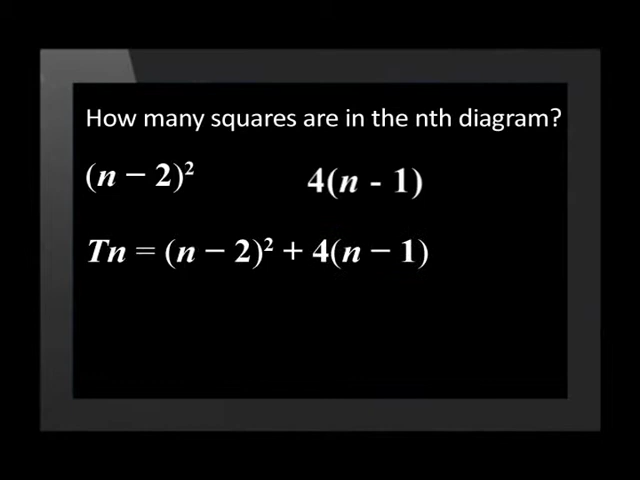 How many squares are in the nth diagram?
(n − 2)² 4(n - 1)
Tn = (n − 2)² + 4(n − 1)